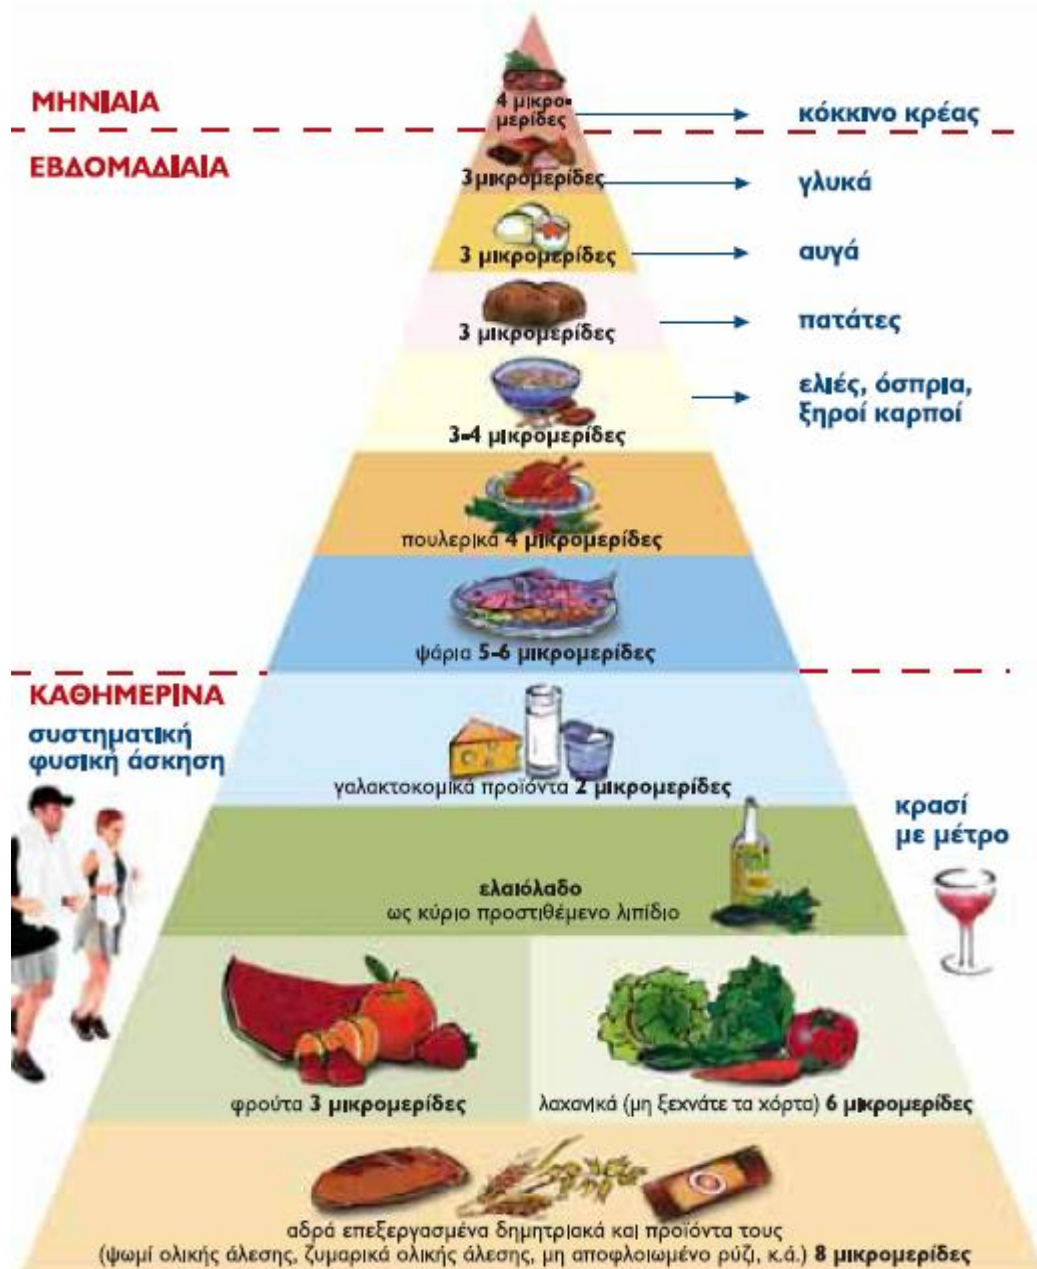 ΜΗΝΙΑΙΑ
4 μικρο-
μερίδες
κόκκινο κρέας
ΕΒΔΟΜΑΔΙΑΙΑ
3 μικρομερίδες
γλυκά
3 μικρομερίδες
αυγά
3 μικρομερίδες
πατάτες
3-4 μικρομερίδες
ελιές, όσπρια,
ξηροί καρποί
πουλερικά 4 μικρομερίδες
ψάρια 5-6 μικρομερίδες
ΚΑΘΗΜΕΡΙΝΑ
συστηματική
φυσική άσκηση
γαλακτοκομικά προϊόντα 2 μικρομερίδες
κρασί
με μέτρο
ελαιόλαδο
ως κύριο προστιθέμενο λιπίδιο
φρούτα 3 μικρομερίδες
λαχανικά (μη ξεχνάτε τα χόρτα) 6 μικρομερίδες
αδρά επεξεργασμένα δημητριακά και προϊόντα τους
(ψωμί ολικής άλεσης, ζυμαρικά ολικής άλεσης, μη αποφλοιωμένο ρύζι, κ.ά.) 8 μικρομερίδες